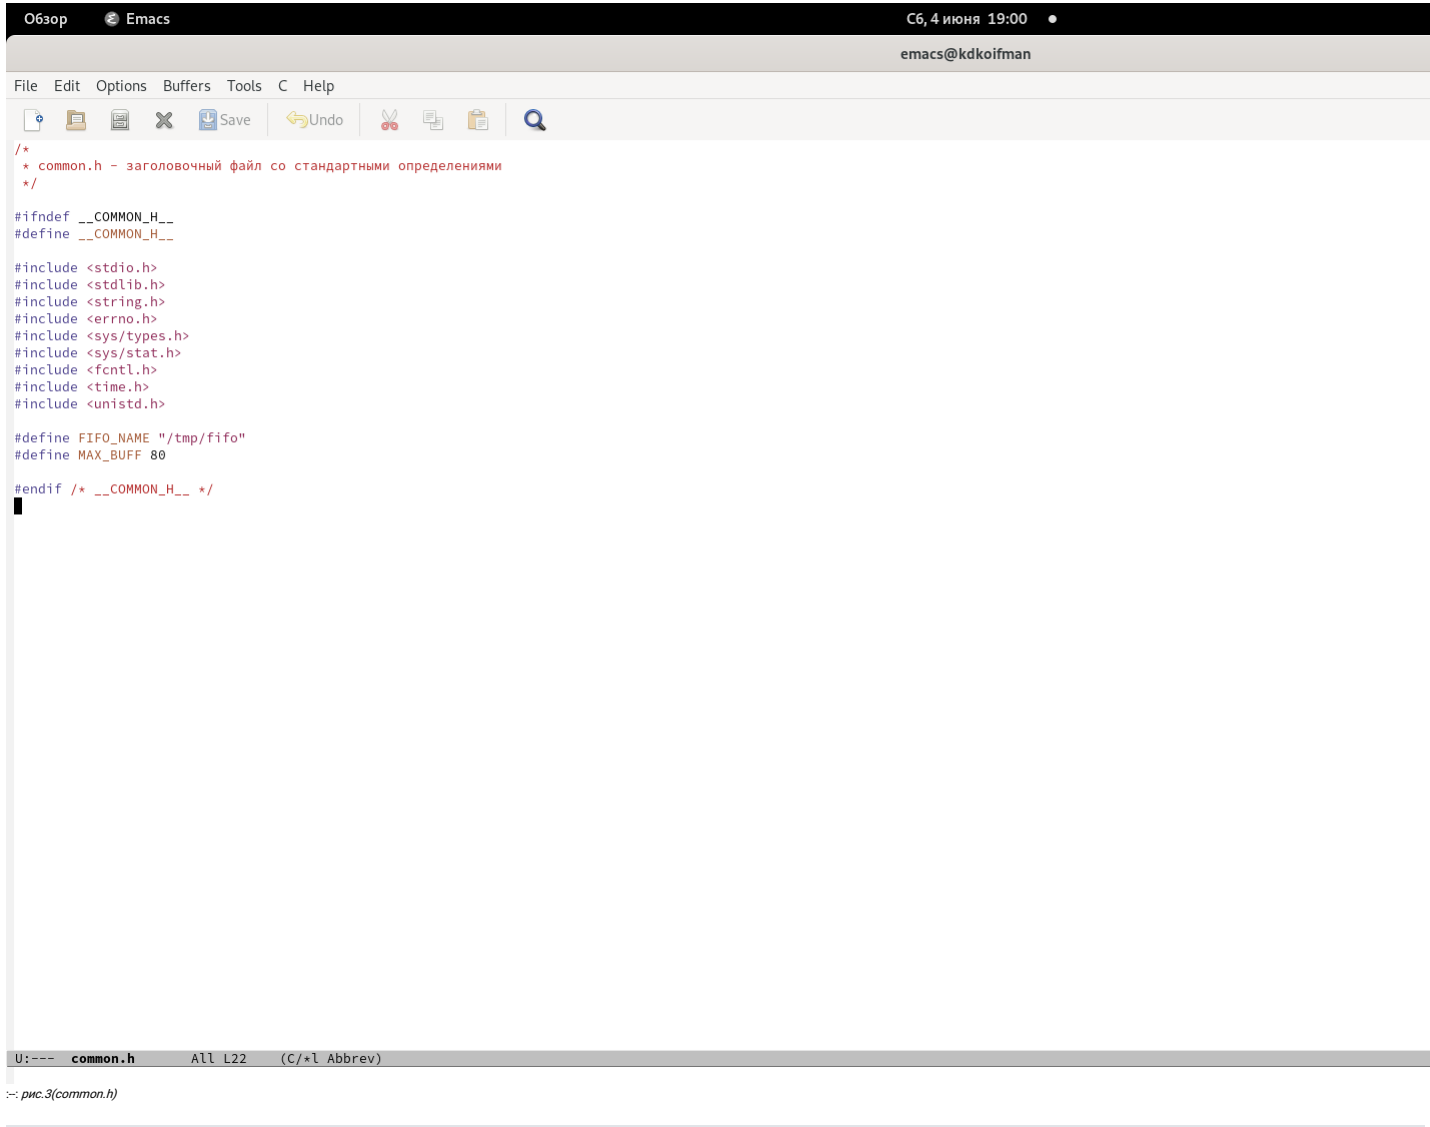 Обзор Emacs Сб, 4 июня 19:00
emacs@kdkoifman
File Edit Options Buffers Tools C Help
Save Undo
/*
 * common.h - заголовочный файл со стандартными определениями
 */
#ifndef __COMMON_H__
#define __COMMON_H__
#include <stdio.h>
#include <stdlib.h>
#include <string.h>
#include <errno.h>
#include <sys/types.h>
#include <sys/stat.h>
#include <fcntl.h>
#include <time.h>
#include <unistd.h>
#define FIFO_NAME "/tmp/fifo"
#define MAX_BUFF 80
#endif /* __COMMON_H__ */
U:--- common.h All L22 (C/*l Abbrev)
:--: рис.3(common.h)